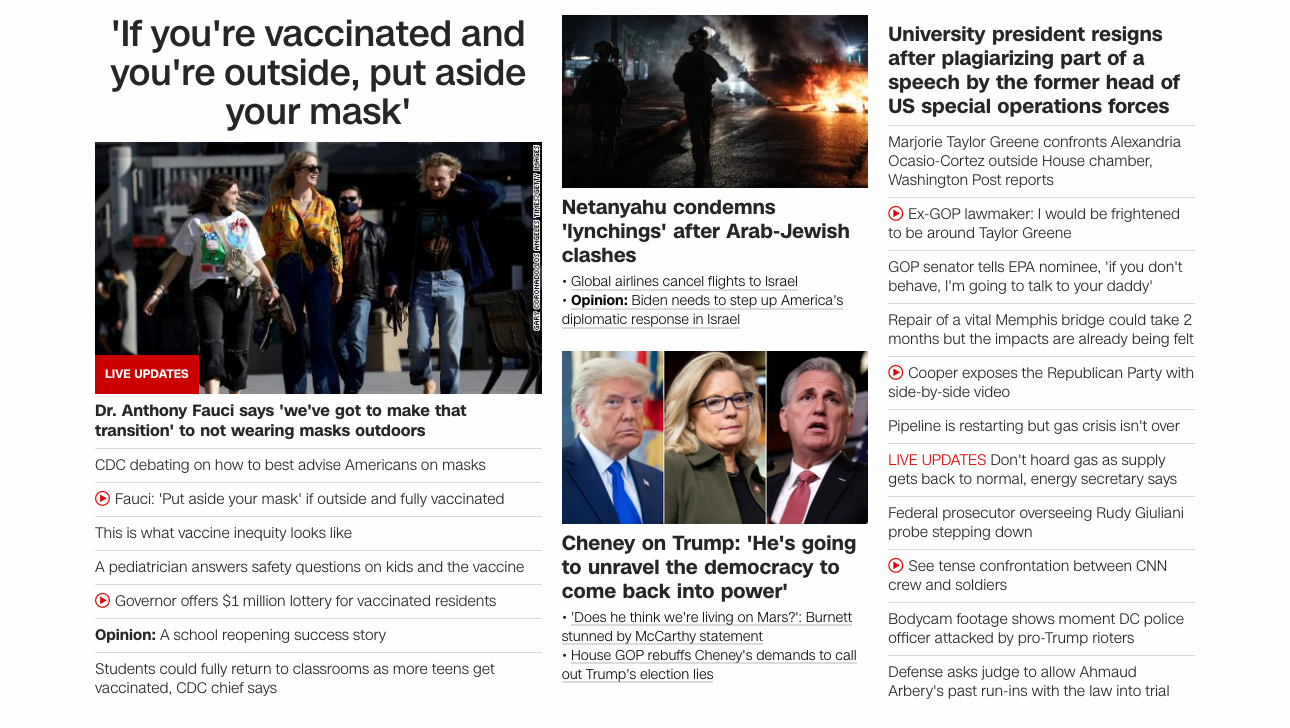 'If you're vaccinated and
you're outside, put aside
your mask'
GARY CORONADO/LOS ANGELES TIMES/GETTY IMAGES
LIVE UPDATES
Dr. Anthony Fauci says 'we've got to make that
transition' to not wearing masks outdoors
CDC debating on how to best advise Americans on masks
Fauci: 'Put aside your mask' if outside and fully vaccinated
This is what vaccine inequity looks like
A pediatrician answers safety questions on kids and the vaccine
Governor offers $1 million lottery for vaccinated residents
Opinion: A school reopening success story
Students could fully return to classrooms as more teens get
vaccinated, CDC chief says
Netanyahu condemns
'lynchings' after Arab-Jewish
clashes
• Global airlines cancel flights to Israel
• Opinion: Biden needs to step up America's
diplomatic response in Israel
Cheney on Trump: 'He's going
to unravel the democracy to
come back into power'
• 'Does he think we're living on Mars?': Burnett
stunned by McCarthy statement
• House GOP rebuffs Cheney's demands to call
out Trump's election lies
University president resigns
after plagiarizing part of a
speech by the former head of
US special operations forces
Marjorie Taylor Greene confronts Alexandria
Ocasio-Cortez outside House chamber,
Washington Post reports
Ex-GOP lawmaker: I would be frightened
to be around Taylor Greene
GOP senator tells EPA nominee, 'if you don't
behave, I'm going to talk to your daddy'
Repair of a vital Memphis bridge could take 2
months but the impacts are already being felt
Cooper exposes the Republican Party with
side-by-side video
Pipeline is restarting but gas crisis isn't over
LIVE UPDATES Don't hoard gas as supply
gets back to normal, energy secretary says
Federal prosecutor overseeing Rudy Giuliani
probe stepping down
See tense confrontation between CNN
crew and soldiers
Bodycam footage shows moment DC police
officer attacked by pro-Trump rioters
Defense asks judge to allow Ahmaud
Arbery's past run-ins with the law into trial